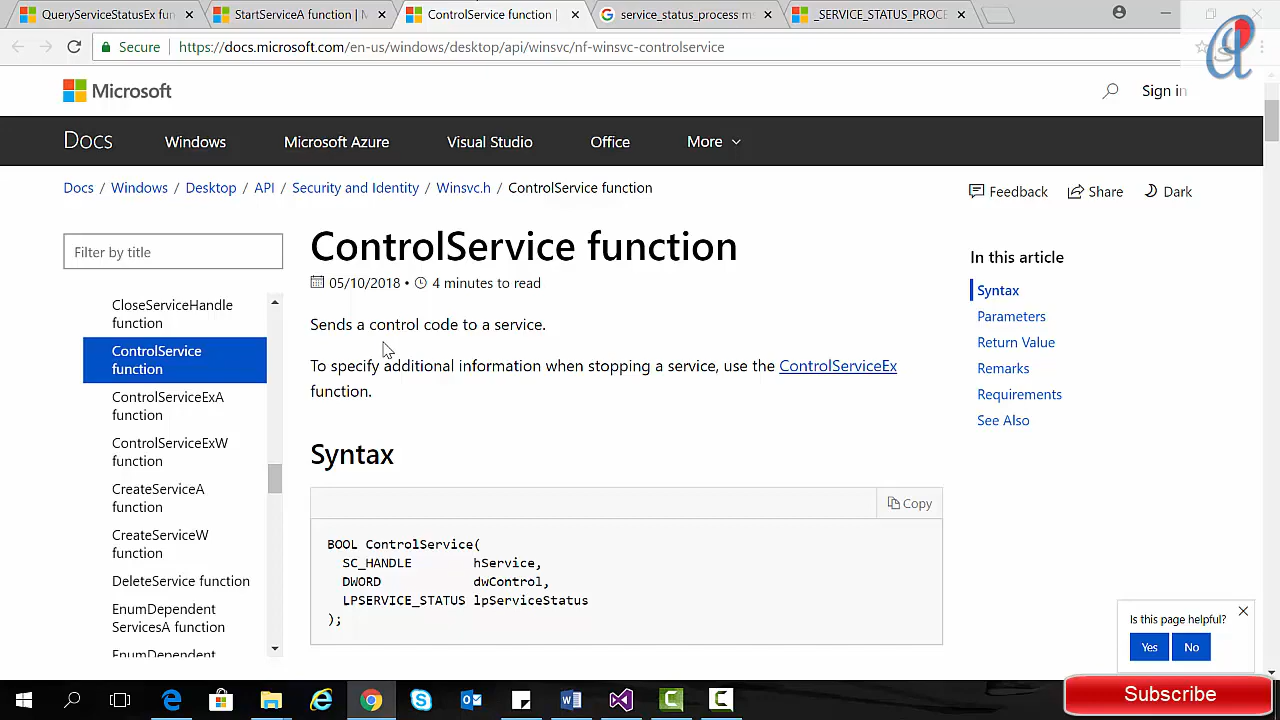 QueryServiceStatusEx fun
StartServiceA function | M
ControlService function |
service_status_process ms
_SERVICE_STATUS_PROCE
Secure
https://docs.microsoft.com/en-us/windows/desktop/api/winsvc/nf-winsvc-controlservice
Microsoft
Sign in
Docs
Windows
Microsoft Azure
Visual Studio
Office
More
Docs / Windows / Desktop / API / Security and Identity / Winsvc.h / ControlService function
Feedback
Share
Dark
Filter by title
CloseServiceHandle
function
ControlService
function
ControlServiceExA
function
ControlServiceExW
function
CreateServiceA
function
CreateServiceW
function
DeleteService function
EnumDependent
ServicesA function
EnumDependent
ControlService function
05/10/2018 • 4 minutes to read
Sends a control code to a service.
To specify additional information when stopping a service, use the ControlServiceEx
function.
Syntax
Copy
BOOL ControlService(
SC_HANDLE hService,
DWORD dwControl,
LPSERVICE_STATUS lpServiceStatus
);
In this article
Syntax
Parameters
Return Value
Remarks
Requirements
See Also
Is this page helpful?
Yes
No
Subscribe